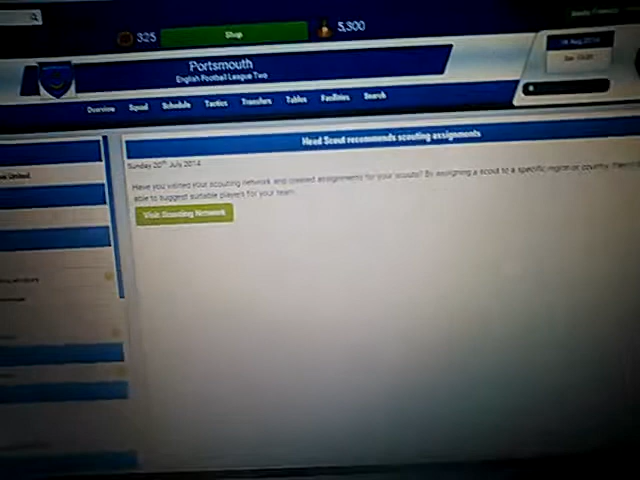 325 Shop 5,300
Portsmouth
English Football League Two
Overview Squad Schedule Tactics Transfers Tables Facilities Search
Head Scout recommends scouting assignments
Sunday 20th July 2014
Have you visited your scouting network and created assignments for your scouts? By assigning a scout to a specific region or country,
able to suggest suitable players for your team.
Visit Scouting Network